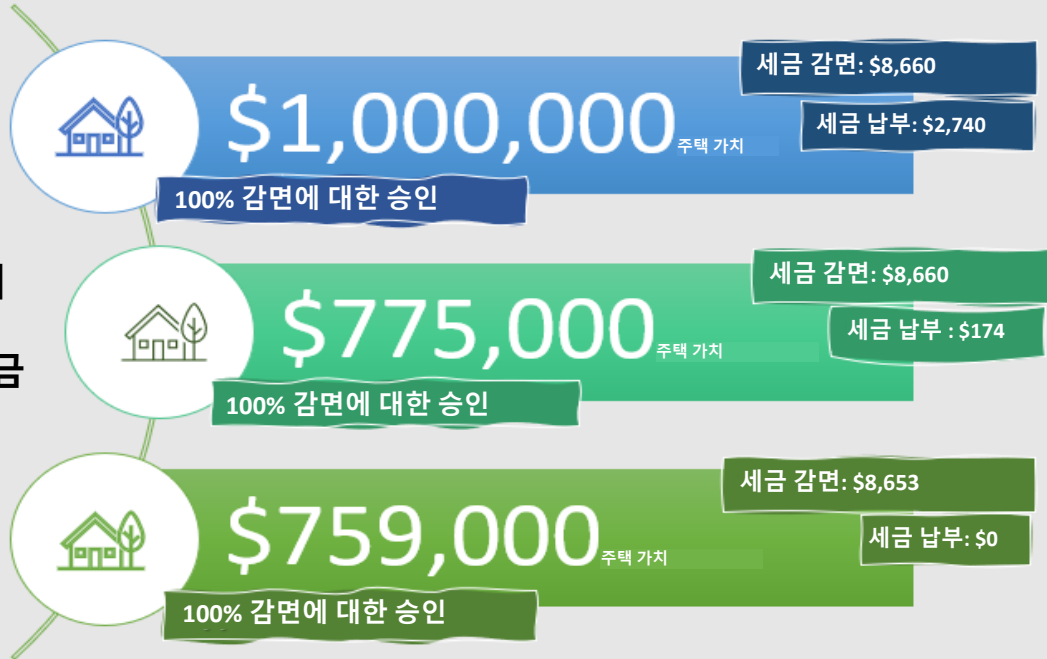 세금 감면: $8,660
$1,000,000 주택 가치
세금 납부: $2,740
100% 감면에 대한 승인
세금 감면: $8,660
$775,000 주택 가치
세금 납부 : $174
100% 감면에 대한 승인
금
세금 감면: $8,653
$759,000 주택 가치
세금 납부: $0
100% 감면에 대한 승인